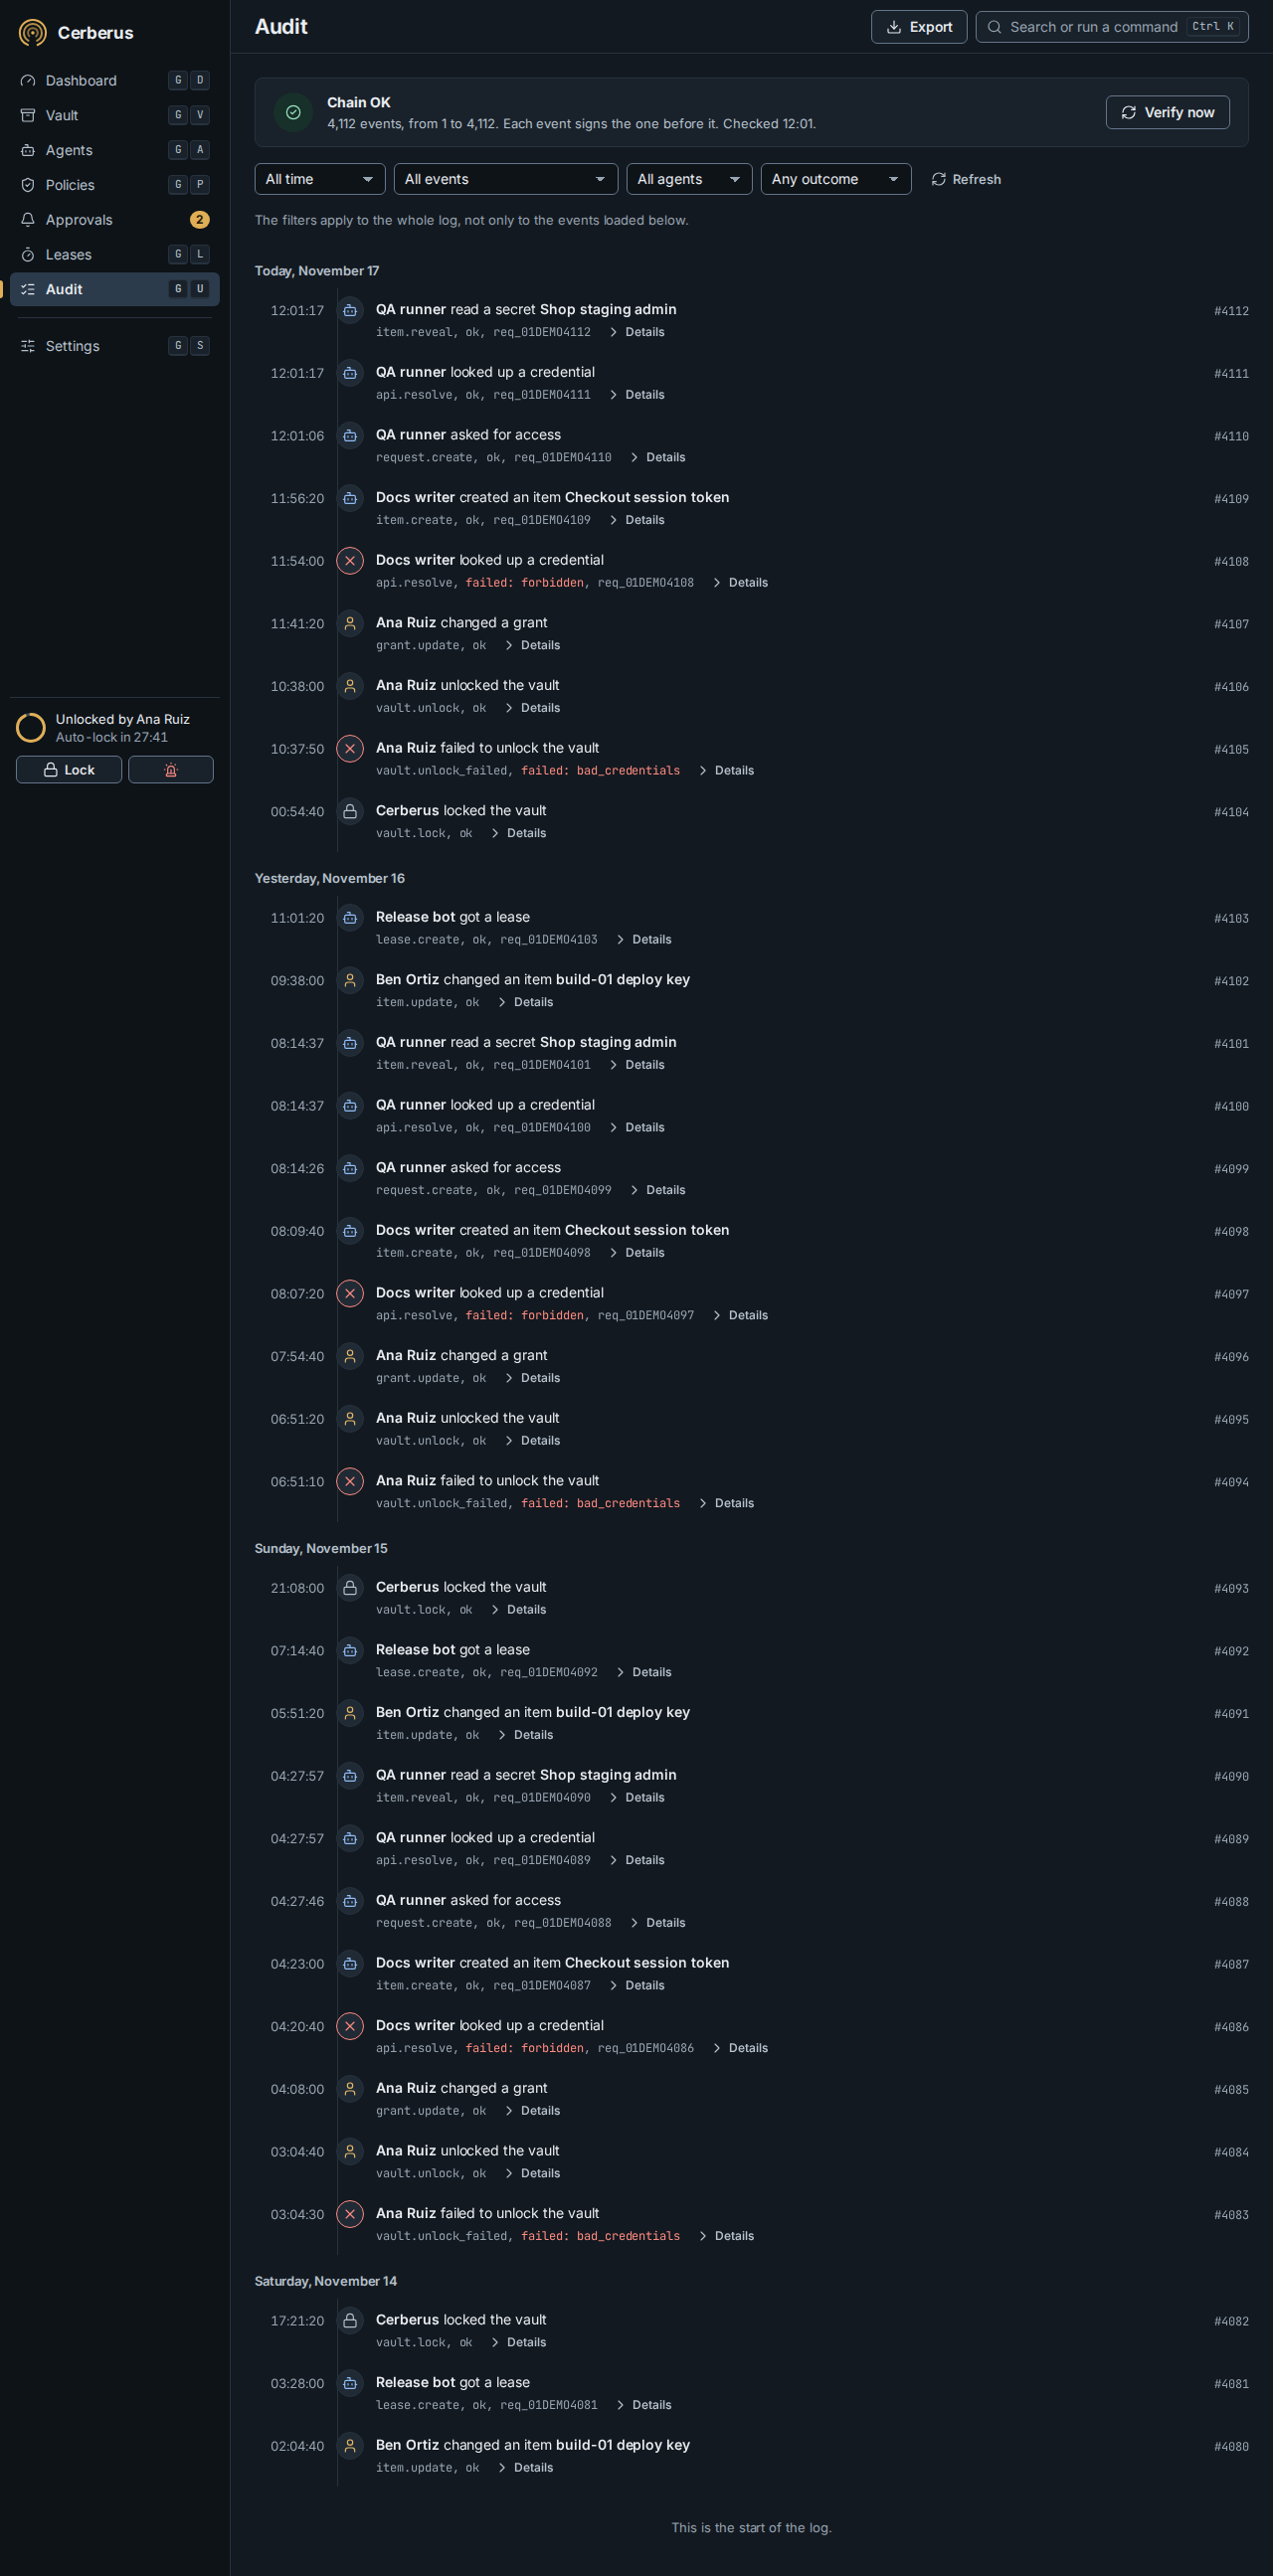 Cerberus
Dashboard G D
Vault G V
Agents G A
Policies G P
Approvals 2
Leases G L
Audit G U
Settings G S
Unlocked by Ana Ruiz
Auto-lock in 27:41
Lock
Audit
Export
Search or run a command Ctrl K
Chain OK
4,112 events, from 1 to 4,112. Each event signs the one before it. Checked 12:01.
Verify now
All time All events All agents Any outcome Refresh
The filters apply to the whole log, not only to the events loaded below.
Today, November 17
12:01:17 QA runner read a secret Shop staging admin #4112
item.reveal, ok, req_01DEMO4112 Details
12:01:17 QA runner looked up a credential #4111
api.resolve, ok, req_01DEMO4111 Details
12:01:06 QA runner asked for access #4110
request.create, ok, req_01DEMO4110 Details
11:56:20 Docs writer created an item Checkout session token #4109
item.create, ok, req_01DEMO4109 Details
11:54:00 Docs writer looked up a credential #4108
api.resolve, failed: forbidden, req_01DEMO4108 Details
11:41:20 Ana Ruiz changed a grant #4107
grant.update, ok Details
10:38:00 Ana Ruiz unlocked the vault #4106
vault.unlock, ok Details
10:37:50 Ana Ruiz failed to unlock the vault #4105
vault.unlock_failed, failed: bad_credentials Details
00:54:40 Cerberus locked the vault #4104
vault.lock, ok Details
Yesterday, November 16
11:01:20 Release bot got a lease #4103
lease.create, ok, req_01DEMO4103 Details
09:38:00 Ben Ortiz changed an item build-01 deploy key #4102
item.update, ok Details
08:14:37 QA runner read a secret Shop staging admin #4101
item.reveal, ok, req_01DEMO4101 Details
08:14:37 QA runner looked up a credential #4100
api.resolve, ok, req_01DEMO4100 Details
08:14:26 QA runner asked for access #4099
request.create, ok, req_01DEMO4099 Details
08:09:40 Docs writer created an item Checkout session token #4098
item.create, ok, req_01DEMO4098 Details
08:07:20 Docs writer looked up a credential #4097
api.resolve, failed: forbidden, req_01DEMO4097 Details
07:54:40 Ana Ruiz changed a grant #4096
grant.update, ok Details
06:51:20 Ana Ruiz unlocked the vault #4095
vault.unlock, ok Details
06:51:10 Ana Ruiz failed to unlock the vault #4094
vault.unlock_failed, failed: bad_credentials Details
Sunday, November 15
21:08:00 Cerberus locked the vault #4093
vault.lock, ok Details
07:14:40 Release bot got a lease #4092
lease.create, ok, req_01DEMO4092 Details
05:51:20 Ben Ortiz changed an item build-01 deploy key #4091
item.update, ok Details
04:27:57 QA runner read a secret Shop staging admin #4090
item.reveal, ok, req_01DEMO4090 Details
04:27:57 QA runner looked up a credential #4089
api.resolve, ok, req_01DEMO4089 Details
04:27:46 QA runner asked for access #4088
request.create, ok, req_01DEMO4088 Details
04:23:00 Docs writer created an item Checkout session token #4087
item.create, ok, req_01DEMO4087 Details
04:20:40 Docs writer looked up a credential #4086
api.resolve, failed: forbidden, req_01DEMO4086 Details
04:08:00 Ana Ruiz changed a grant #4085
grant.update, ok Details
03:04:40 Ana Ruiz unlocked the vault #4084
vault.unlock, ok Details
03:04:30 Ana Ruiz failed to unlock the vault #4083
vault.unlock_failed, failed: bad_credentials Details
Saturday, November 14
17:21:20 Cerberus locked the vault #4082
vault.lock, ok Details
03:28:00 Release bot got a lease #4081
lease.create, ok, req_01DEMO4081 Details
02:04:40 Ben Ortiz changed an item build-01 deploy key #4080
item.update, ok Details
This is the start of the log.